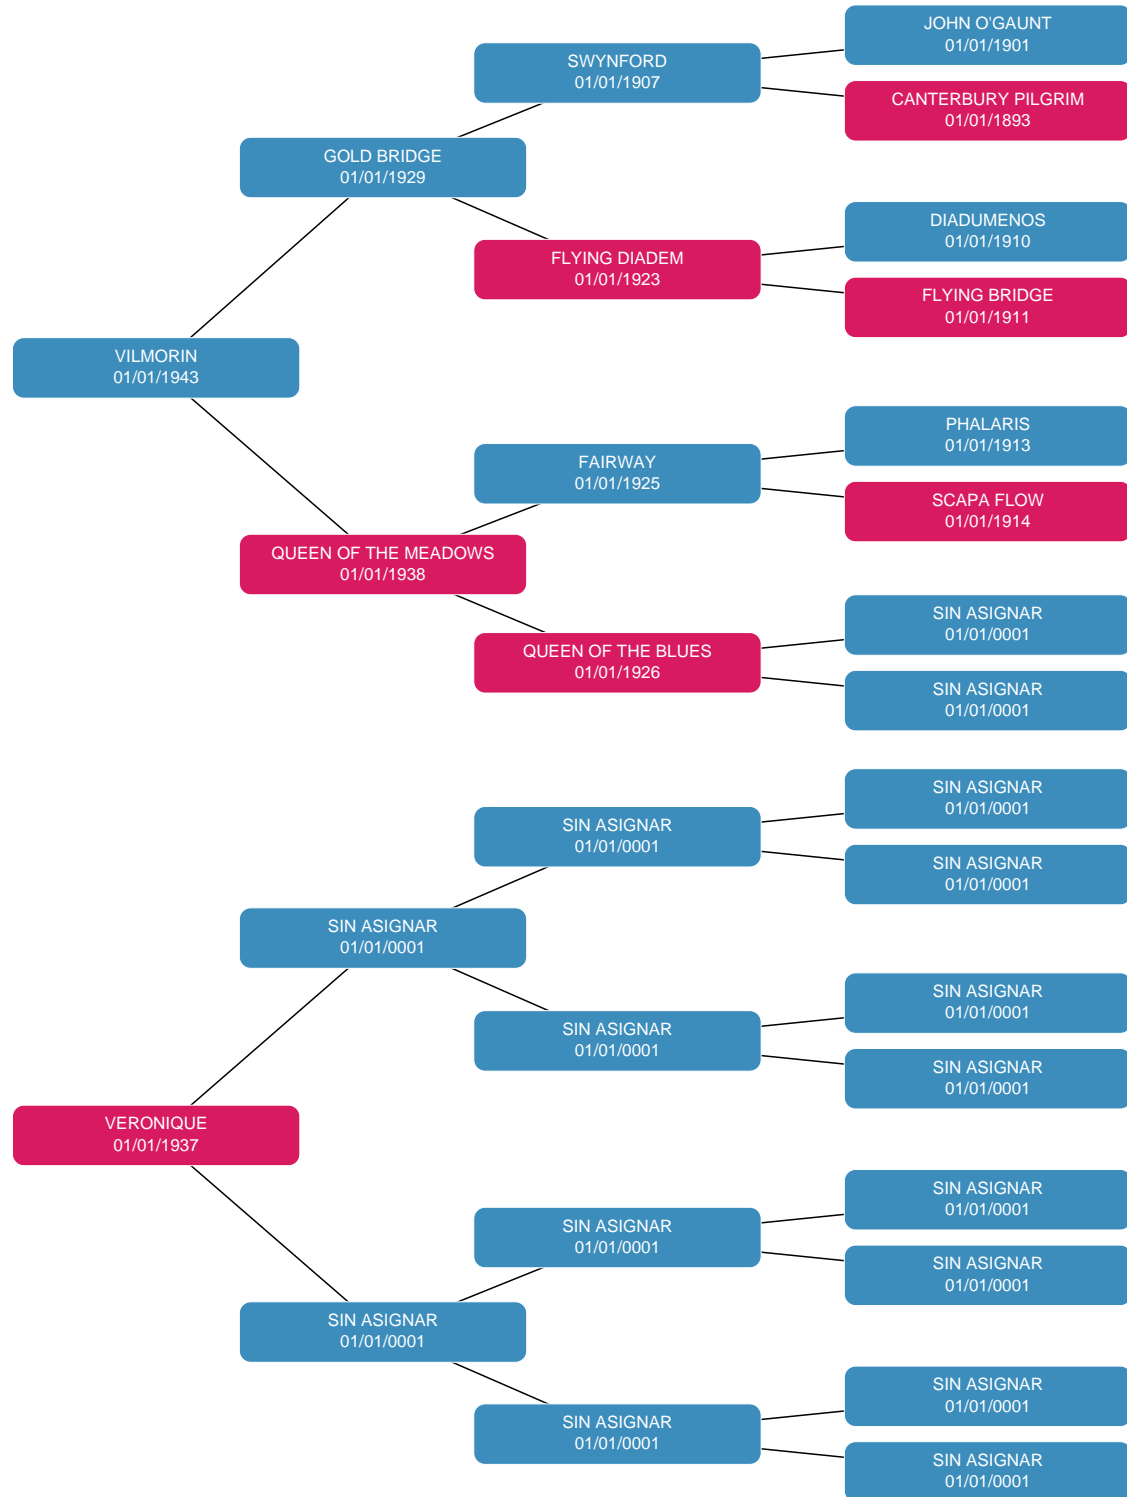 JOHN O'GAUNT
01/01/1901
SWYNFORD
01/01/1907
CANTERBURY PILGRIM
01/01/1893
GOLD BRIDGE
01/01/1929
DIADUMENOS
01/01/1910
FLYING DIADEM
01/01/1923
FLYING BRIDGE
01/01/1911
VILMORIN
01/01/1943
PHALARIS
01/01/1913
FAIRWAY
01/01/1925
SCAPA FLOW
01/01/1914
QUEEN OF THE MEADOWS
01/01/1938
SIN ASIGNAR
01/01/0001
QUEEN OF THE BLUES
01/01/1926
SIN ASIGNAR
01/01/0001
SIN ASIGNAR
01/01/0001
SIN ASIGNAR
01/01/0001
SIN ASIGNAR
01/01/0001
SIN ASIGNAR
01/01/0001
SIN ASIGNAR
01/01/0001
SIN ASIGNAR
01/01/0001
SIN ASIGNAR
01/01/0001
VERONIQUE
01/01/1937
SIN ASIGNAR
01/01/0001
SIN ASIGNAR
01/01/0001
SIN ASIGNAR
01/01/0001
SIN ASIGNAR
01/01/0001
SIN ASIGNAR
01/01/0001
SIN ASIGNAR
01/01/0001
SIN ASIGNAR
01/01/0001